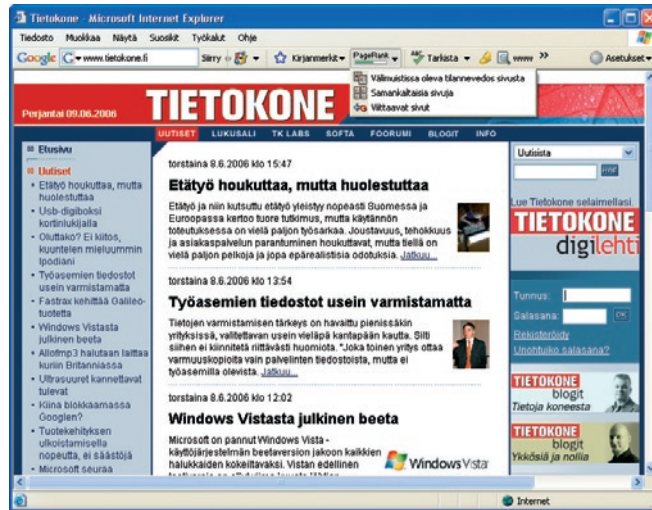 Tietokone - Microsoft Internet Explorer
Tiedosto Muokkaa Näytä Suosikit Työkalut Ohje
Google G www.tietokone.fi Siirry Kirjanmerkit PageRank Tarkista www » Asetukset
Välimuistissa oleva tilannevedos sivusta
Samankaltaisia sivuja
Viittaavat sivut
Perjantai 09.06.2006
TIETOKONE
UUTISET LUKUSALI TK LABS SOFTA FOORUMI BLOGIT INFO
Etusivu
Uutiset
Etätyö houkuttaa, mutta
huolestuttaa
Usb-digiboksi
korttinlukijalla
Oluttako? Ei kiitos,
kuuntelen mieluummin
Ipodiani
Työasemien tiedostot
usein varmistamatta
Fastrax kehittää Galileo-
tuotetta
Windows Vistasta
julkinen beeta
Allofmp3 halutaan laittaa
kuriin Britanniassa
Ultrasuuret kannettavat
tulevat
Kiina blokkaamassa
Googlen?
Tuotekehityksen
ulkoistamisella
nopeutta, ei säästöjä
Microsoft seuraa
torstaina 8.6.2006 klo 15:47
Etätyö houkuttaa, mutta huolestuttaa
Etätyö ja niin kutsuttu etätyö yleistyy nopeasti Suomessa ja
Euroopassa kertoo tuore tutkimus, mutta käytännön
toteutuksessa on vielä paljon työsarkaa. Joustavuus, tehokkuus
ja asiakaspalvelun parantuminen houkuttavat, mutta tiellä on
vielä paljon pelkoja ja jopa epärealistisia odotuksia. Jatkuu...
torstaina 8.6.2006 klo 13:54
Työasemien tiedostot usein varmistamatta
Tietojen varmistamisen tärkeys on havaittu pienissäkin
yrityksissä, valitettavan usein vieläpä kantapään kautta. Silti
siihen ei kiinnitetä riittävästi huomiota. "Joka toinen yritys ottaa
varmuuskopioita vain palvelinten tiedostoista, mutta ei
työasemilla olevista. Jatkuu...
torstaina 8.6.2006 klo 12:02
Windows Vistasta julkinen beeta
Microsoft on pannut Windows Vista -
käyttöjärjestelmän beetaversion jakoon kaikkien
halukkaiden kokeiltavaksi. Vistan edellinen
Windows Vista
Uutisista
HAE
Lue Tietokone selaimellasi.
TIETOKONE
digilehti
Tunnus:
Salasana: OK
Rekisteröidy
Unohtuiko salasana?
TIETOKONE
blogit
Tietoja koneesta
TIETOKONE
blogit
Ykkösiä ja nollia
Internet